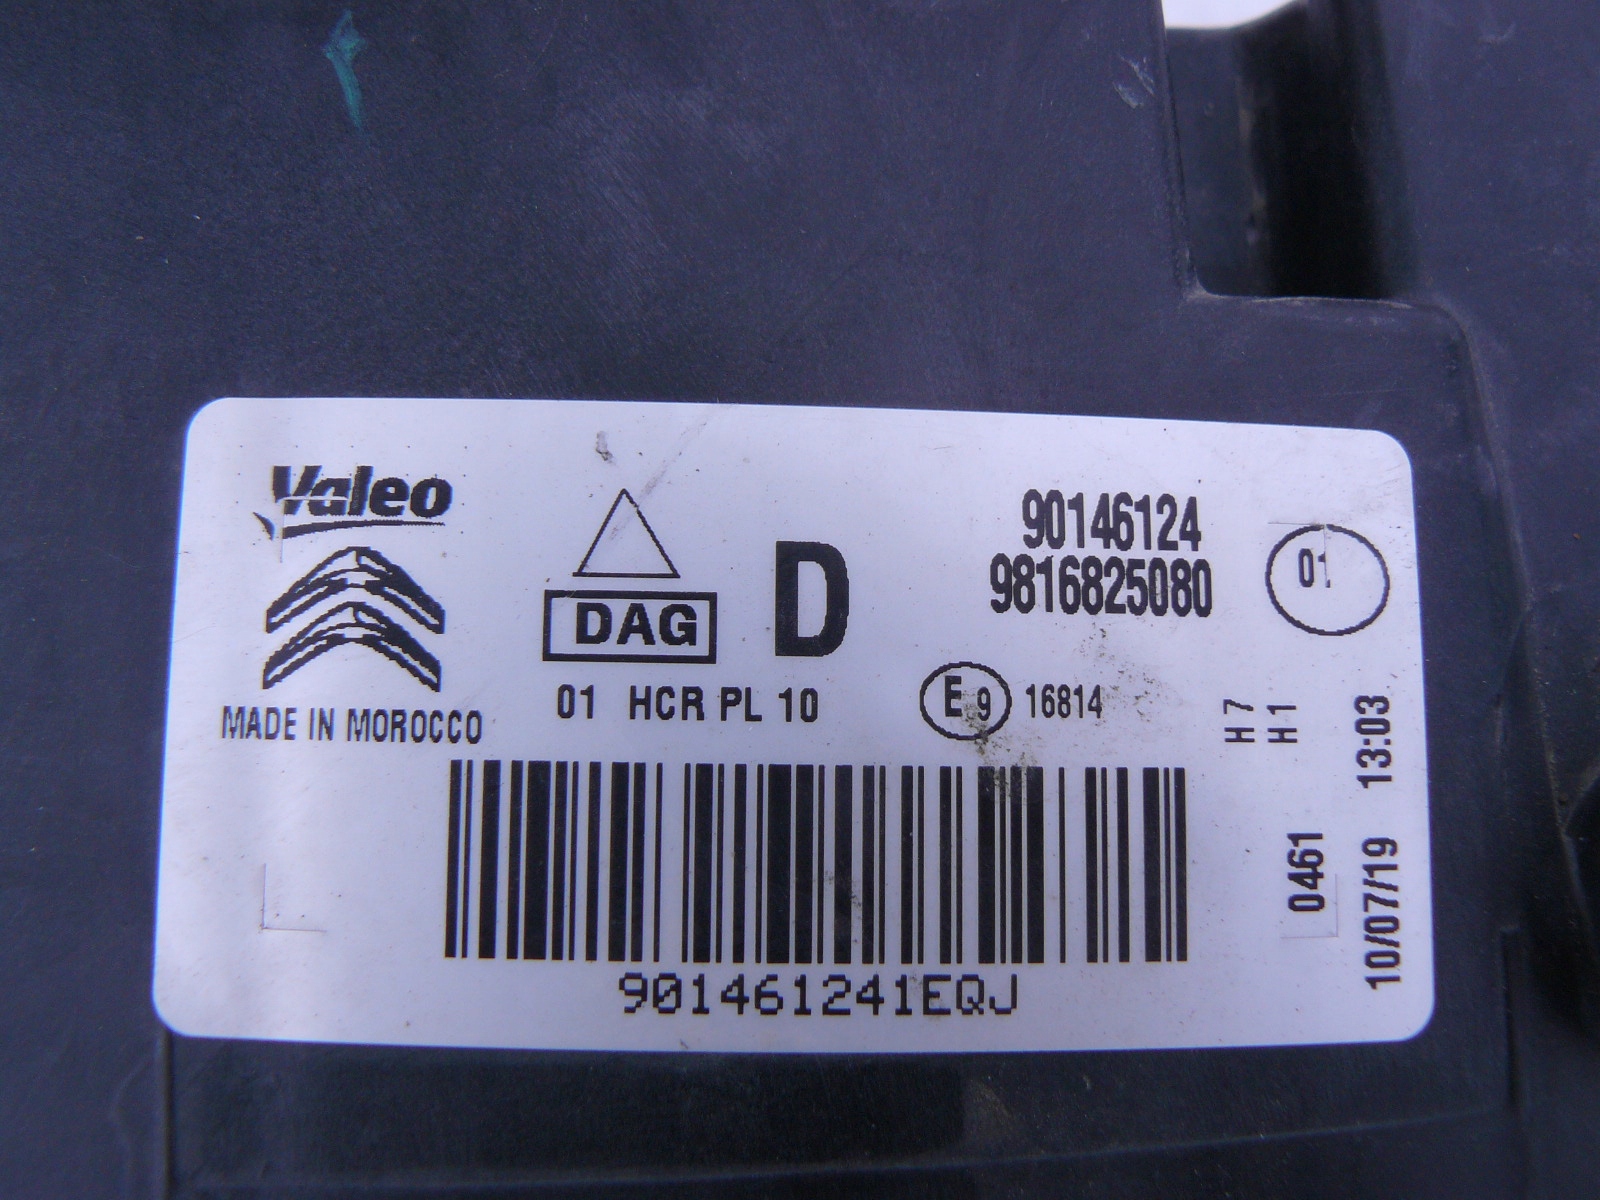 Valeo
MADE IN MOROCCO
DAG
D
01 HCR PL 10
90146124
9816825080
01
E 9 16814
H7
H1
0461
10/07/19 13:03
901461241EQJ